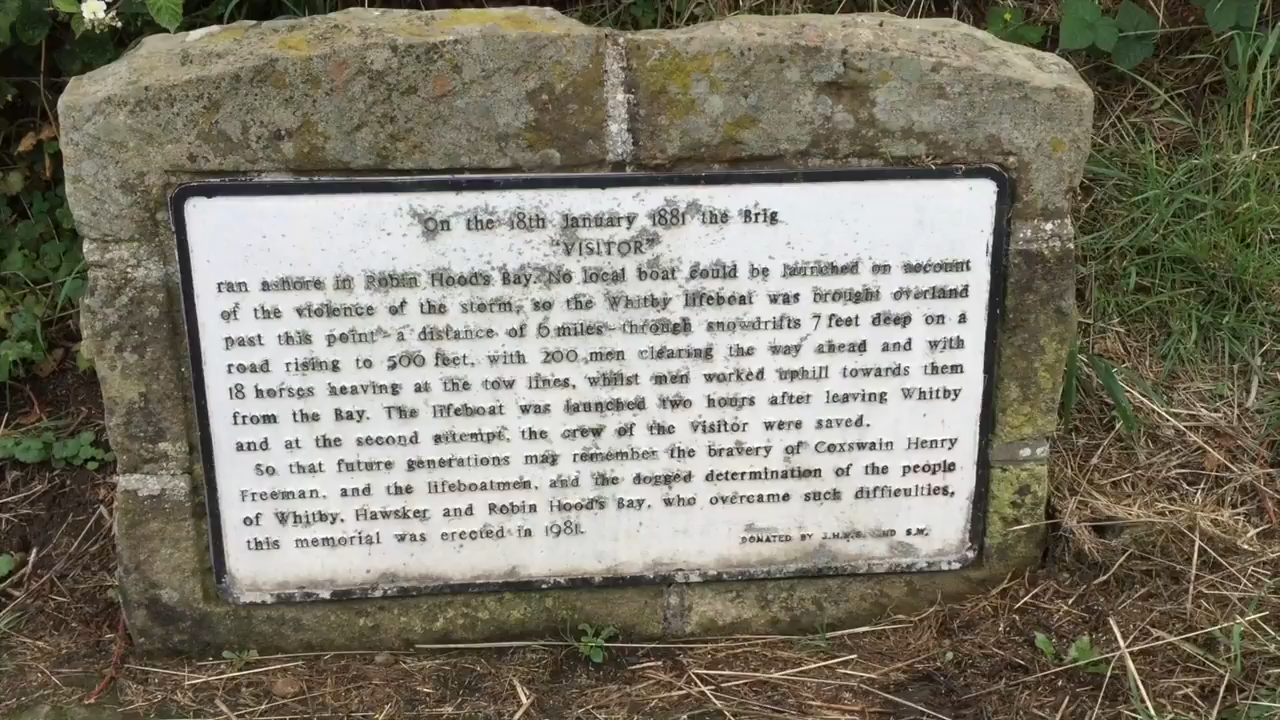 On the 18th January 1881 the Brig
"VISITOR"
ran ashore in Robin Hood's Bay. No local boat could be launched on account
of the violence of the storm, so the Whitby lifeboat was brought overland
past this point - a distance of 6 miles - through snowdrifts 7 feet deep on a
road rising to 500 feet, with 200 men clearing the way ahead and with
18 horses heaving at the tow lines, whilst men worked uphill towards them
from the Bay. The lifeboat was launched two hours after leaving Whitby
and at the second attempt, the crew of the Visitor were saved.
So that future generations may remember the bravery of Coxswain Henry
Freeman, and the lifeboatmen, and the dogged determination of the people
of Whitby, Hawsker and Robin Hood's Bay, who overcame such difficulties,
this memorial was erected in 1981.
DONATED BY AND S.W.